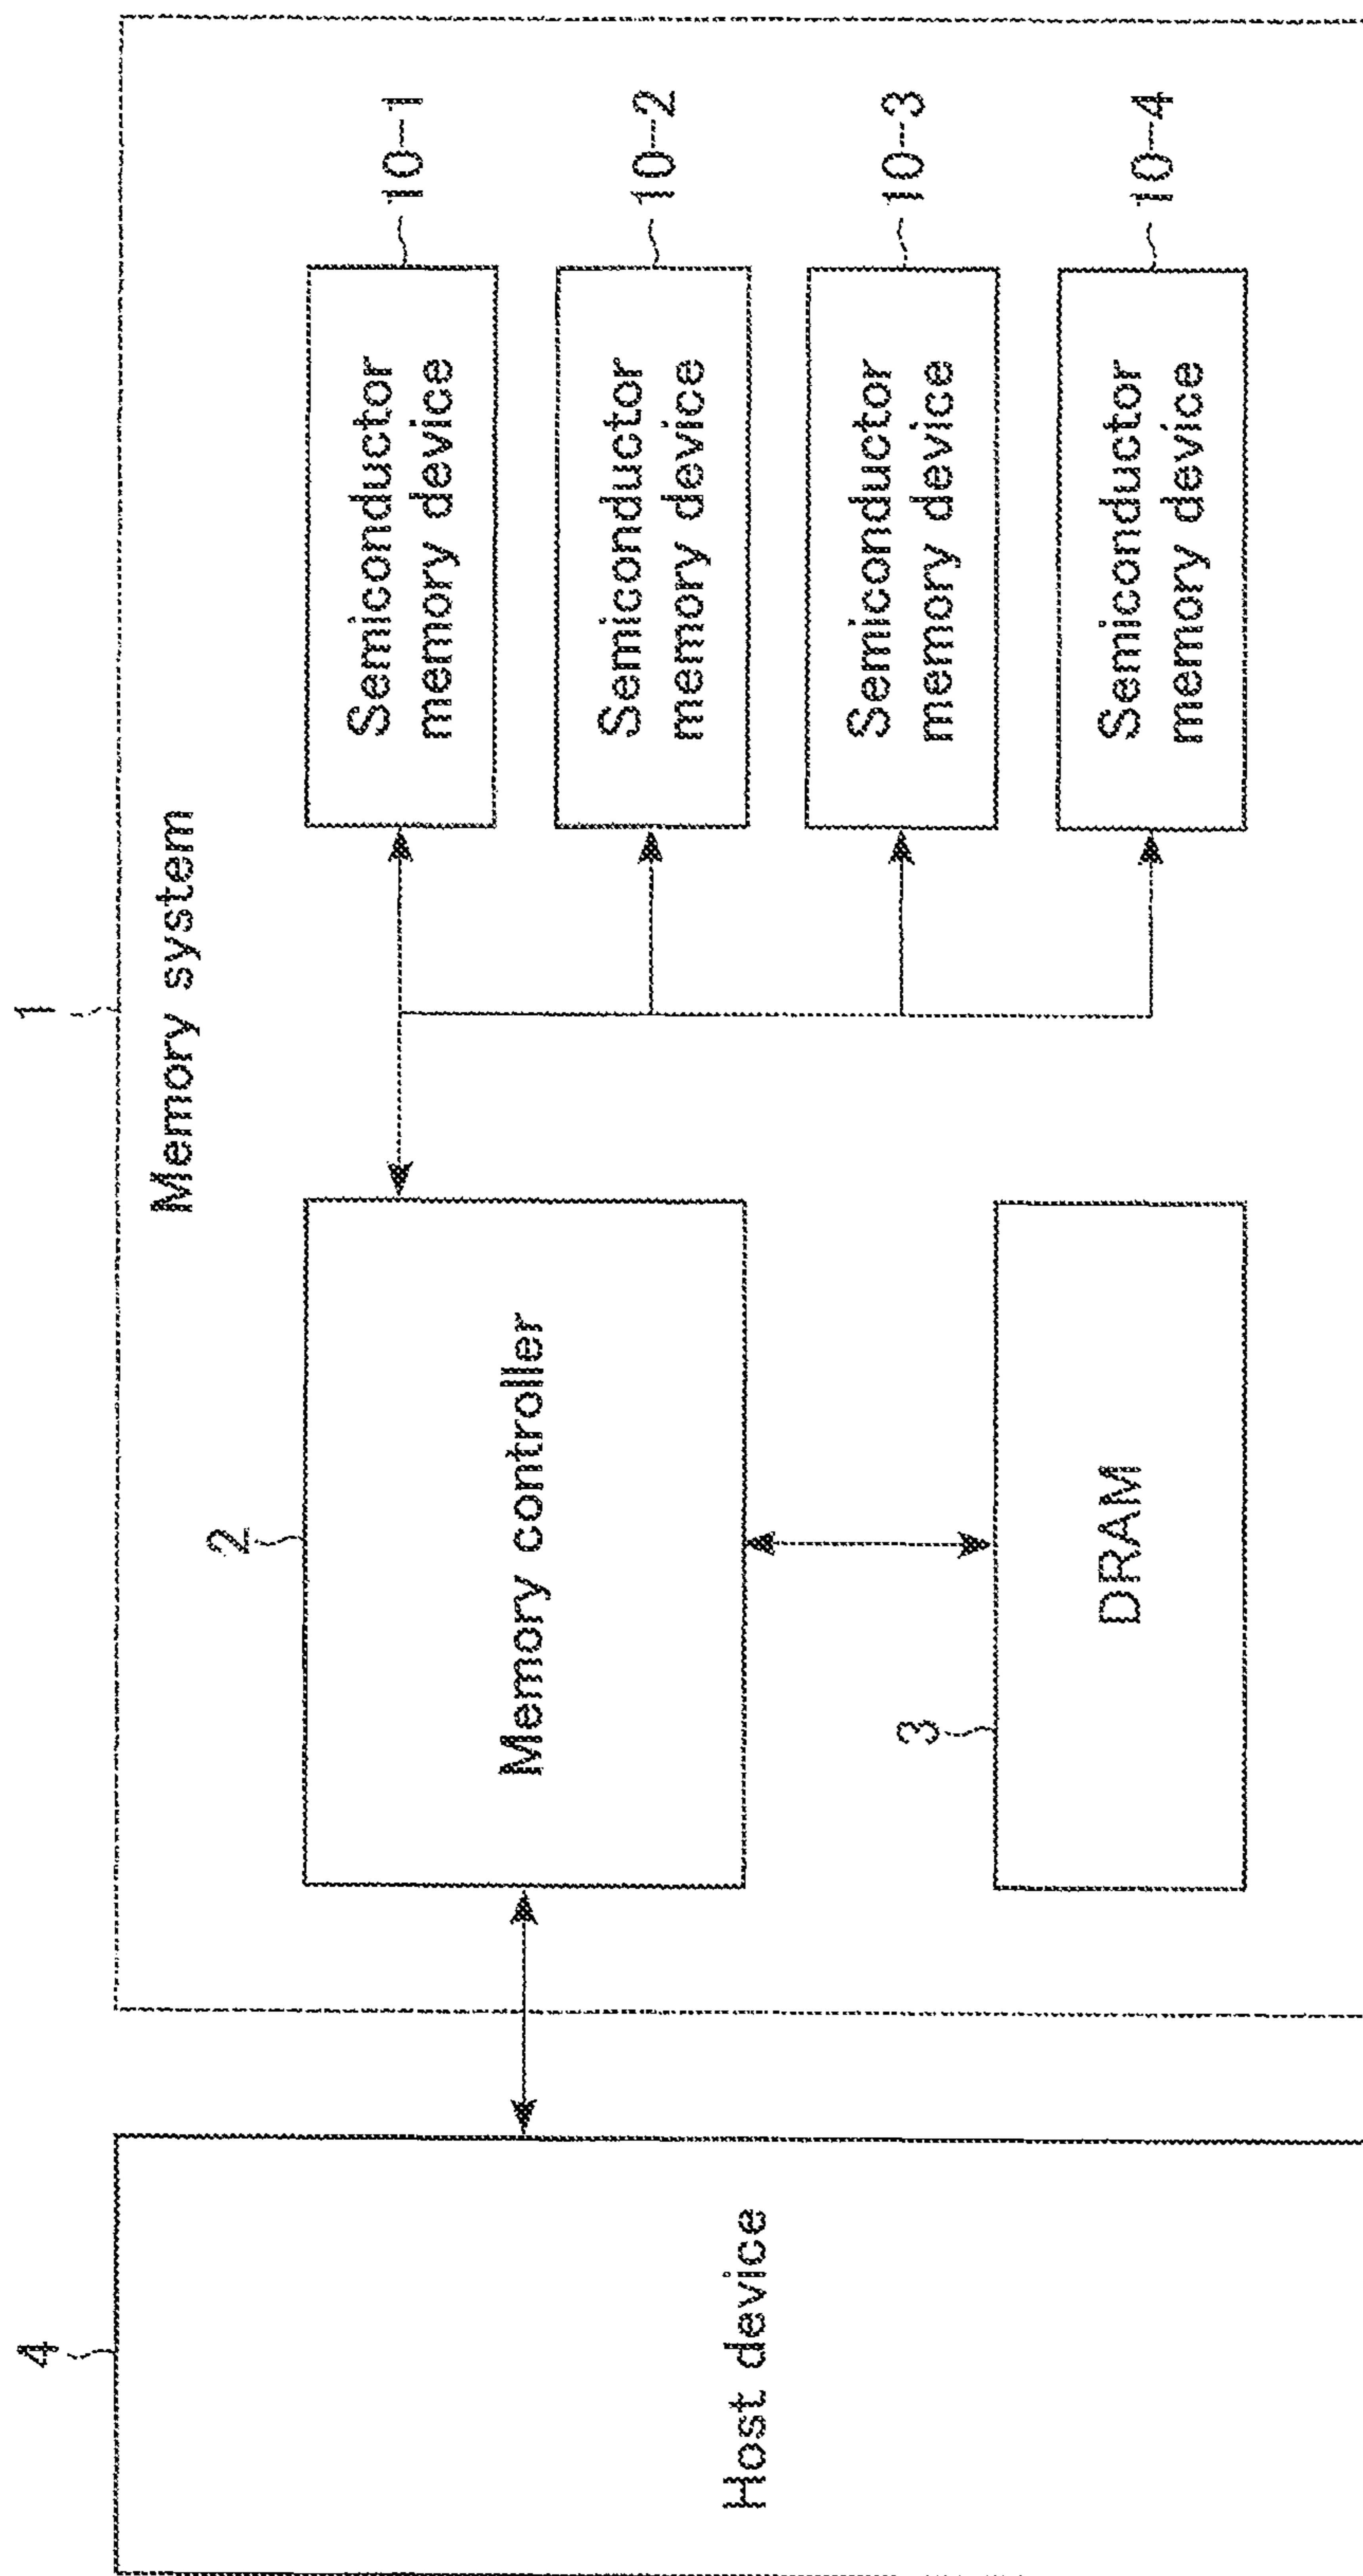 4
Host device
1
Memory system
2
Memory controller
3
DRAM
Semiconductor
memory device
10-1
Semiconductor
memory device
10-2
Semiconductor
memory device
10-3
Semiconductor
memory device
10-4